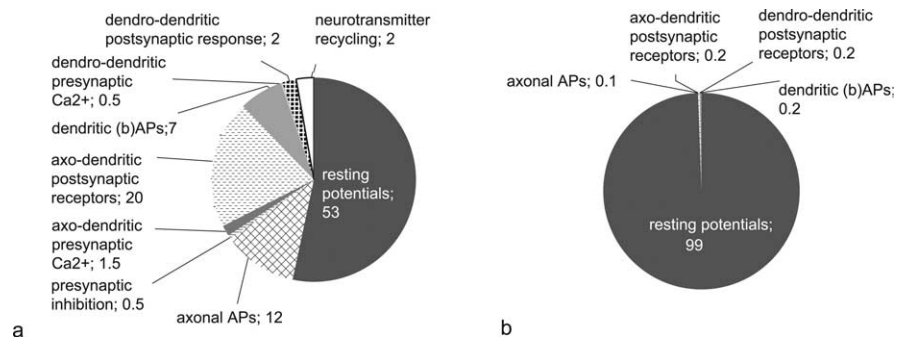 dendro-dendritic
postsynaptic response; 2
neurotransmitter
recycling; 2
dendro-dendritic
presynaptic
Ca2+; 0.5
dendritic (b)APs;7
axo-dendritic
postsynaptic
receptors; 20
axo-dendritic
presynaptic
Ca2+; 1.5
presynaptic
inhibition; 0.5
axonal APs; 12
resting
potentials;
53
a
axo-dendritic
postsynaptic
receptors; 0.2
dendro-dendritic
postsynaptic
receptors; 0.2
axonal APs; 0.1
dendritic (b)APs;
0.2
resting potentials;
99
b